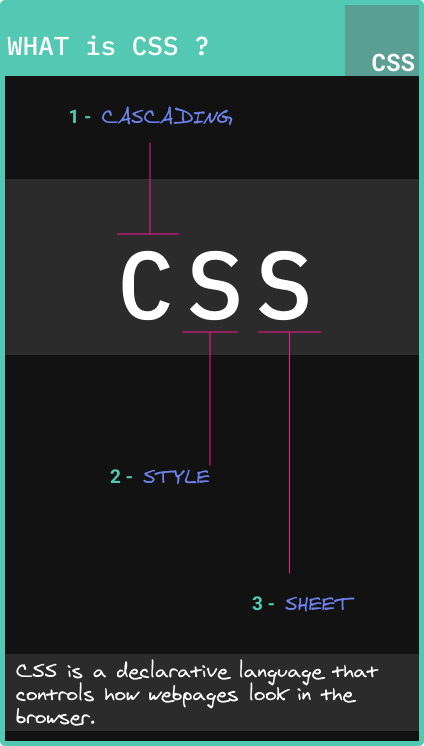 WHAT is CSS ?
CSS
1 - CASCADING
CSS
2 - STYLE
3 - SHEET
CSS is a declarative language that
controls how webpages look in the
browser.